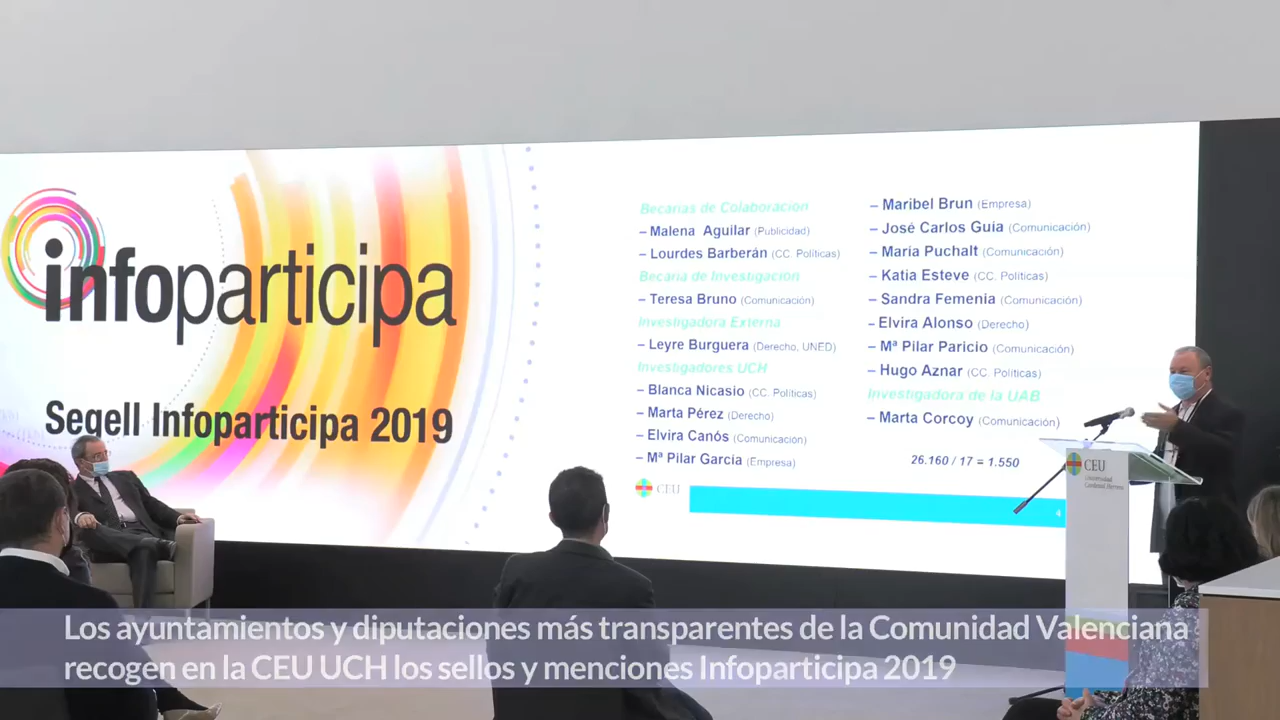 infoparticipa
Segell Infoparticipa 2019
Becarias de Colaboración
– Malena Aguilar (Publicidad)
– Lourdes Barberán (CC. Políticas)
Becaria de Investigación
– Teresa Bruno (Comunicación)
Investigadora Externa
– Leyre Burguera (Derecho, UNED)
Investigadores UCH
– Blanca Nicasio (CC. Políticas)
– Marta Pérez (Derecho)
– Elvira Canós (Comunicación)
– Mª Pilar García (Empresa)
– Maribel Brun (Empresa)
– José Carlos Guia (Comunicación)
– María Puchalt (Comunicación)
– Katia Esteve (CC. Políticas)
– Sandra Femenia (Comunicación)
– Elvira Alonso (Derecho)
– Mª Pilar Paricio (Comunicación)
– Hugo Aznar (CC. Políticas)
Investigadora de la UAB
– Marta Corcoy (Comunicación)
26.160 / 17 = 1.550
CEU
4
CEU
Universidad
Cardenal Herrera
Los ayuntamientos y diputaciones más transparentes de la Comunidad Valenciana
recogen en la CEU UCH los sellos y menciones Infoparticipa 2019